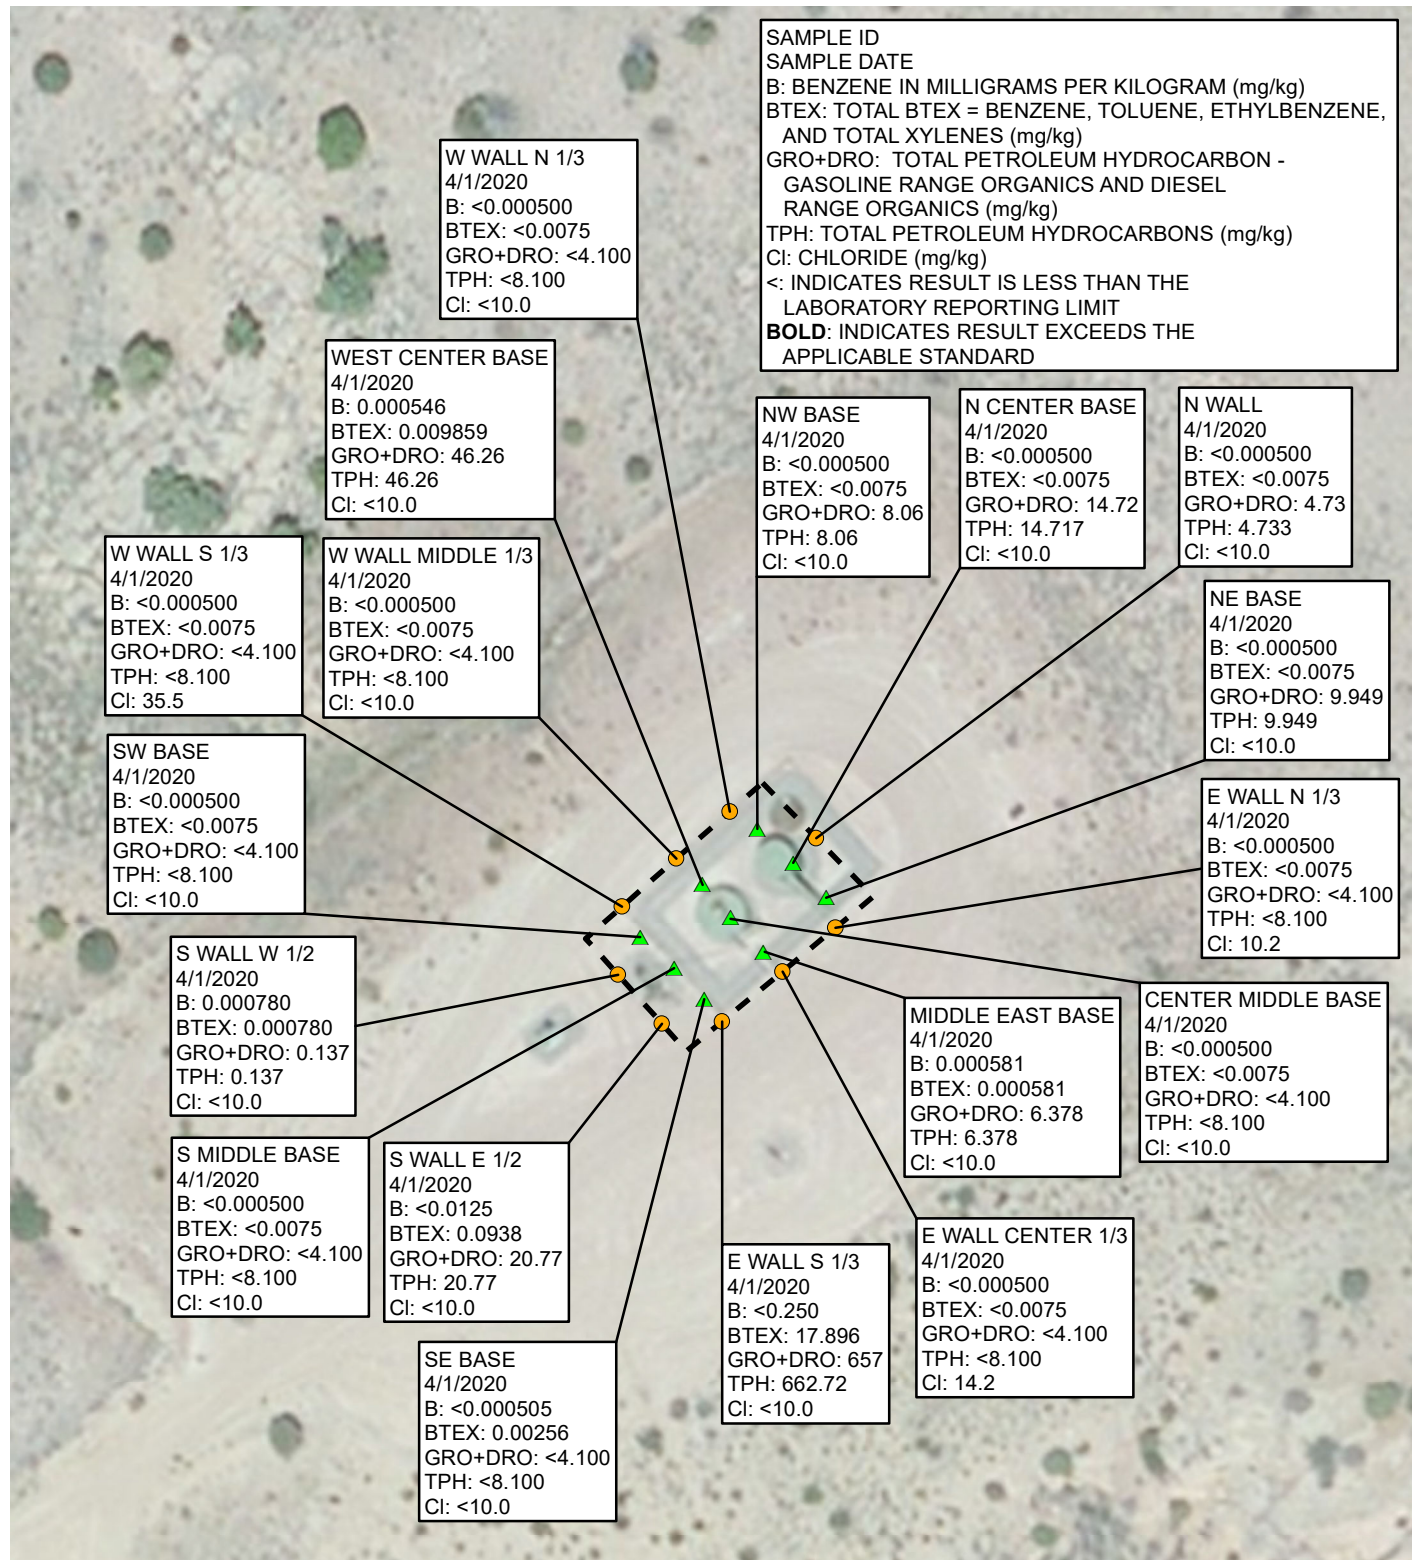 SAMPLE ID
SAMPLE DATE
B: BENZENE IN MILLIGRAMS PER KILOGRAM (mg/kg)
BTEX: TOTAL BTEX = BENZENE, TOLUENE, ETHYLBENZENE,
AND TOTAL XYLENES (mg/kg)
GRO+DRO: TOTAL PETROLEUM HYDROCARBON -
GASOLINE RANGE ORGANICS AND DIESEL
RANGE ORGANICS (mg/kg)
TPH: TOTAL PETROLEUM HYDROCARBONS (mg/kg)
Cl: CHLORIDE (mg/kg)
<: INDICATES RESULT IS LESS THAN THE
LABORATORY REPORTING LIMIT
BOLD: INDICATES RESULT EXCEEDS THE
APPLICABLE STANDARD
W WALL N 1/3
4/1/2020
B: <0.000500
BTEX: <0.0075
GRO+DRO: <4.100
TPH: <8.100
Cl: <10.0
WEST CENTER BASE
4/1/2020
B: 0.000546
BTEX: 0.009859
GRO+DRO: 46.26
TPH: 46.26
Cl: <10.0
NW BASE
4/1/2020
B: <0.000500
BTEX: <0.0075
GRO+DRO: 8.06
TPH: 8.06
Cl: <10.0
N CENTER BASE
4/1/2020
B: <0.000500
BTEX: <0.0075
GRO+DRO: 14.72
TPH: 14.717
Cl: <10.0
N WALL
4/1/2020
B: <0.000500
BTEX: <0.0075
GRO+DRO: 4.73
TPH: 4.733
Cl: <10.0
W WALL S 1/3
4/1/2020
B: <0.000500
BTEX: <0.0075
GRO+DRO: <4.100
TPH: <8.100
Cl: 35.5
W WALL MIDDLE 1/3
4/1/2020
B: <0.000500
BTEX: <0.0075
GRO+DRO: <4.100
TPH: <8.100
Cl: <10.0
NE BASE
4/1/2020
B: <0.000500
BTEX: <0.0075
GRO+DRO: 9.949
TPH: 9.949
Cl: <10.0
SW BASE
4/1/2020
B: <0.000500
BTEX: <0.0075
GRO+DRO: <4.100
TPH: <8.100
Cl: <10.0
E WALL N 1/3
4/1/2020
B: <0.000500
BTEX: <0.0075
GRO+DRO: <4.100
TPH: <8.100
Cl: 10.2
S WALL W 1/2
4/1/2020
B: 0.000780
BTEX: 0.000780
GRO+DRO: 0.137
TPH: 0.137
Cl: <10.0
MIDDLE EAST BASE
4/1/2020
B: 0.000581
BTEX: 0.000581
GRO+DRO: 6.378
TPH: 6.378
Cl: <10.0
CENTER MIDDLE BASE
4/1/2020
B: <0.000500
BTEX: <0.0075
GRO+DRO: <4.100
TPH: <8.100
Cl: <10.0
S MIDDLE BASE
4/1/2020
B: <0.000500
BTEX: <0.0075
GRO+DRO: <4.100
TPH: <8.100
Cl: <10.0
S WALL E 1/2
4/1/2020
B: <0.0125
BTEX: 0.0938
GRO+DRO: 20.77
TPH: 20.77
Cl: <10.0
E WALL S 1/3
4/1/2020
B: <0.250
BTEX: 17.896
GRO+DRO: 657
TPH: 662.72
Cl: <10.0
E WALL CENTER 1/3
4/1/2020
B: <0.000500
BTEX: <0.0075
GRO+DRO: <4.100
TPH: <8.100
Cl: 14.2
SE BASE
4/1/2020
B: <0.000505
BTEX: 0.00256
GRO+DRO: <4.100
TPH: <8.100
Cl: <10.0